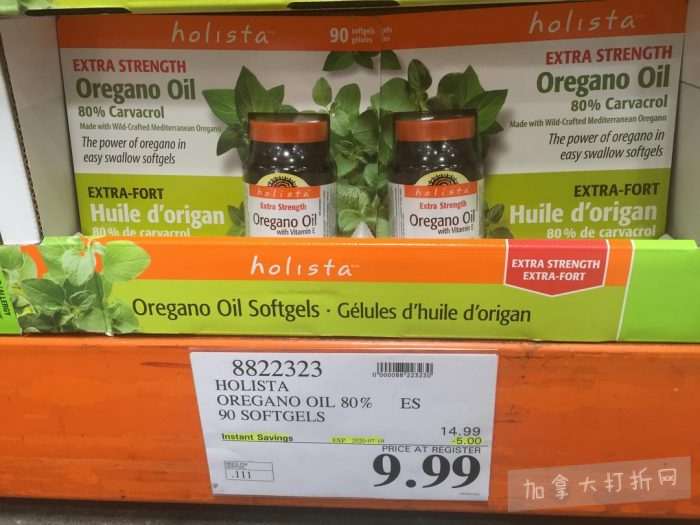 holista
90 softgels
gélules
EXTRA STRENGTH
Oregano Oil
80% Carvacrol
Made with Wild-Crafted Mediterranean Oregano
The power of oregano in
easy swallow softgels
EXTRA-FORT
Huile d'origan
80% de carvacrol
holista
Extra Strength
Oregano Oil
with Vitamin E
holista
Extra Strength
Oregano Oil
with Vitamin E
holista
EXTRA STRENGTH
Oregano Oil
80% Carvacrol
Made with Wild-Crafted Mediterranean Oregano
The power of oregano in
easy swallow softgels
EXTRA-FORT
Huile d'origan
80% de carvacrol
holista
EXTRA STRENGTH
EXTRA-FORT
Oregano Oil Softgels · Gélules d'huile d'origan
8822323
HOLISTA
OREGANO OIL 80% ES
90 SOFTGELS
14.99
Instant Savings
-5.00
PRICE AT REGISTER
9.99
.111
加拿大打折网